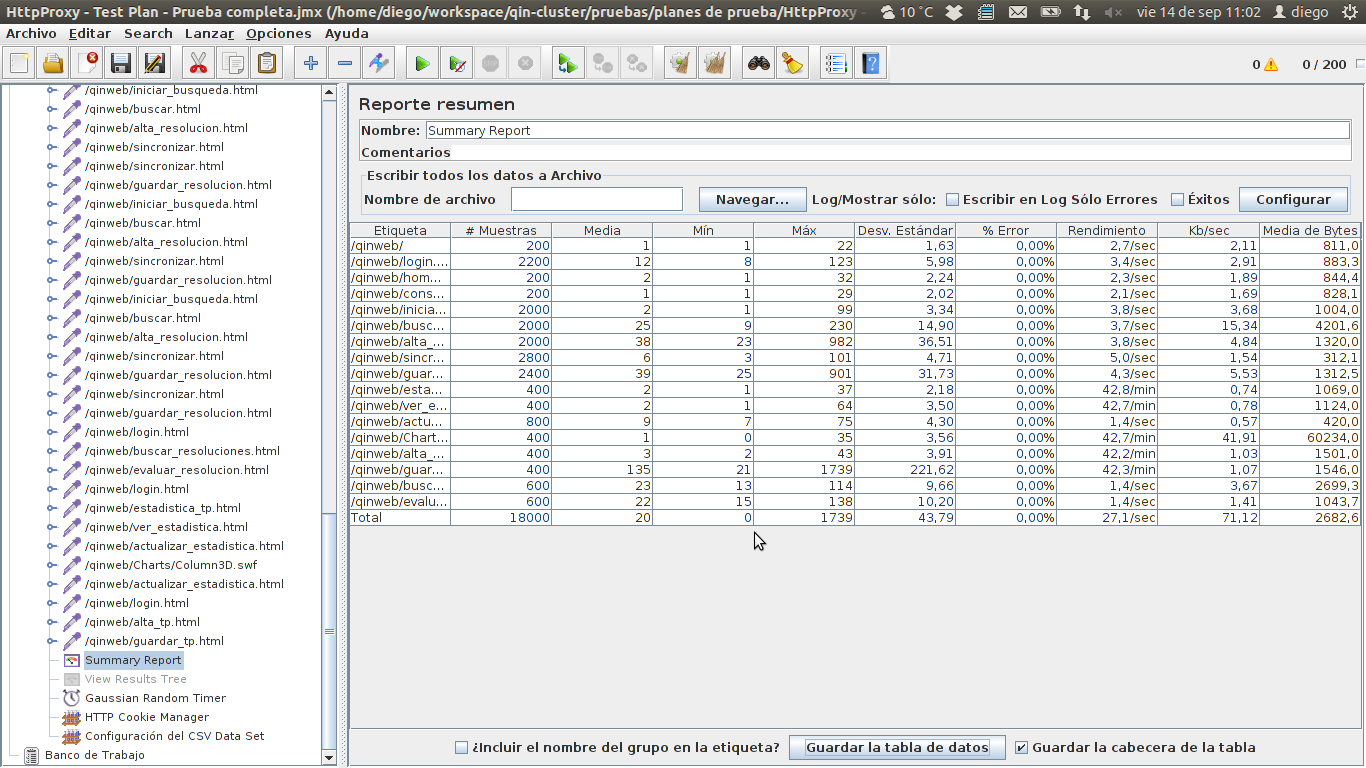 HttpProxy - Test Plan - Prueba completa.jmx (/home/diego/workspace/qin-cluster/pruebas/planes de prueba/HttpProxy - 10 °C vie 14 de sep 11:02 diego
Archivo Editar Search Lanzar Opciones Ayuda
0 0 / 200
/qinweb/iniciar_busqueda.html
/qinweb/buscar.html
/qinweb/alta_resolucion.html
/qinweb/sincronizar.html
/qinweb/sincronizar.html
/qinweb/guardar_resolucion.html
/qinweb/iniciar_busqueda.html
/qinweb/buscar.html
/qinweb/alta_resolucion.html
/qinweb/sincronizar.html
/qinweb/guardar_resolucion.html
/qinweb/iniciar_busqueda.html
/qinweb/buscar.html
/qinweb/alta_resolucion.html
/qinweb/sincronizar.html
/qinweb/guardar_resolucion.html
/qinweb/sincronizar.html
/qinweb/guardar_resolucion.html
/qinweb/login.html
/qinweb/buscar_resoluciones.html
/qinweb/evaluar_resolucion.html
/qinweb/login.html
/qinweb/estadistica_tp.html
/qinweb/ver_estadistica.html
/qinweb/actualizar_estadistica.html
/qinweb/Charts/Column3D.swf
/qinweb/actualizar_estadistica.html
/qinweb/login.html
/qinweb/alta_tp.html
/qinweb/guardar_tp.html
Summary Report
View Results Tree
Gaussian Random Timer
HTTP Cookie Manager
Configuración del CSV Data Set
Banco de Trabajo
Reporte resumen
Nombre: Summary Report
Comentarios
Escribir todos los datos a Archivo
Nombre de archivo Navegar... Log/Mostrar sólo: Escribir en Log Sólo Errores Éxitos Configurar
Etiqueta # Muestras Media Mín Máx Desv. Estándar % Error Rendimiento Kb/sec Media de Bytes
/qinweb/ 200 1 1 22 1,63 0,00% 2,7/sec 2,11 811,0
/qinweb/login.... 2200 12 8 123 5,98 0,00% 3,4/sec 2,91 883,3
/qinweb/hom... 200 2 1 32 2,24 0,00% 2,3/sec 1,89 844,4
/qinweb/cons... 200 1 1 29 2,02 0,00% 2,1/sec 1,69 828,1
/qinweb/inicia... 2000 2 1 99 3,34 0,00% 3,8/sec 3,68 1004,0
/qinweb/busc... 2000 25 9 230 14,90 0,00% 3,7/sec 15,34 4201,6
/qinweb/alta_... 2000 38 23 982 36,51 0,00% 3,8/sec 4,84 1320,0
/qinweb/sincr... 2800 6 3 101 4,71 0,00% 5,0/sec 1,54 312,1
/qinweb/guar... 2400 39 25 901 31,73 0,00% 4,3/sec 5,53 1312,5
/qinweb/esta... 400 2 1 37 2,18 0,00% 42,8/min 0,74 1069,0
/qinweb/ver_e... 400 2 1 64 3,50 0,00% 42,7/min 0,78 1124,0
/qinweb/actu... 800 9 7 75 4,30 0,00% 1,4/sec 0,57 420,0
/qinweb/Chart... 400 1 0 35 3,56 0,00% 42,7/min 41,91 60234,0
/qinweb/alta_... 400 3 2 43 3,91 0,00% 42,2/min 1,03 1501,0
/qinweb/guar... 400 135 21 1739 221,62 0,00% 42,3/min 1,07 1546,0
/qinweb/busc... 600 23 13 114 9,66 0,00% 1,4/sec 3,67 2699,3
/qinweb/evalu... 600 22 15 138 10,20 0,00% 1,4/sec 1,41 1043,7
Total 18000 20 0 1739 43,79 0,00% 27,1/sec 71,12 2682,6
¿Incluir el nombre del grupo en la etiqueta? Guardar la tabla de datos Guardar la cabecera de la tabla